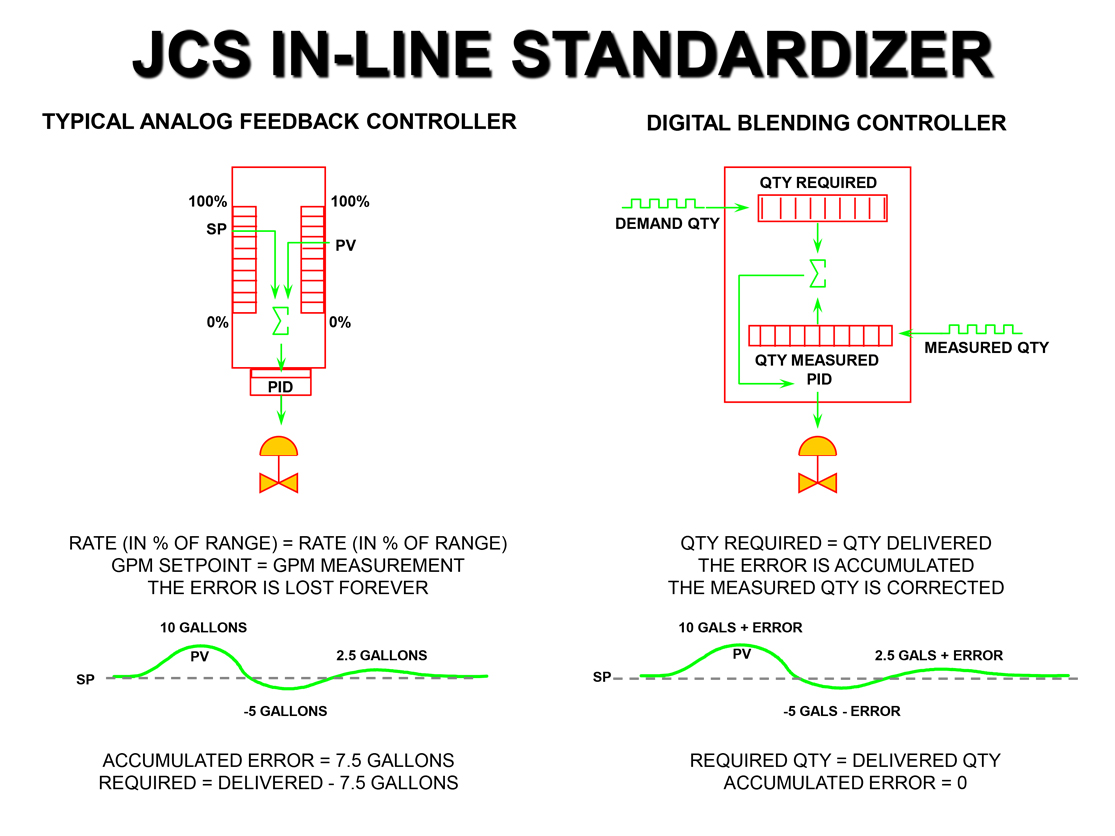 JCS IN-LINE STANDARDIZER
TYPICAL ANALOG FEEDBACK CONTROLLER
100%
100%
SP
PV
0%
0%
PID
RATE (IN % OF RANGE) = RATE (IN % OF RANGE)
GPM SETPOINT = GPM MEASUREMENT
THE ERROR IS LOST FOREVER
10 GALLONS
PV
2.5 GALLONS
SP
-5 GALLONS
ACCUMULATED ERROR = 7.5 GALLONS
REQUIRED = DELIVERED - 7.5 GALLONS
DIGITAL BLENDING CONTROLLER
QTY REQUIRED
DEMAND QTY
MEASURED QTY
QTY MEASURED
PID
QTY REQUIRED = QTY DELIVERED
THE ERROR IS ACCUMULATED
THE MEASURED QTY IS CORRECTED
10 GALS + ERROR
PV
2.5 GALS + ERROR
SP
-5 GALS - ERROR
REQUIRED QTY = DELIVERED QTY
ACCUMULATED ERROR = 0